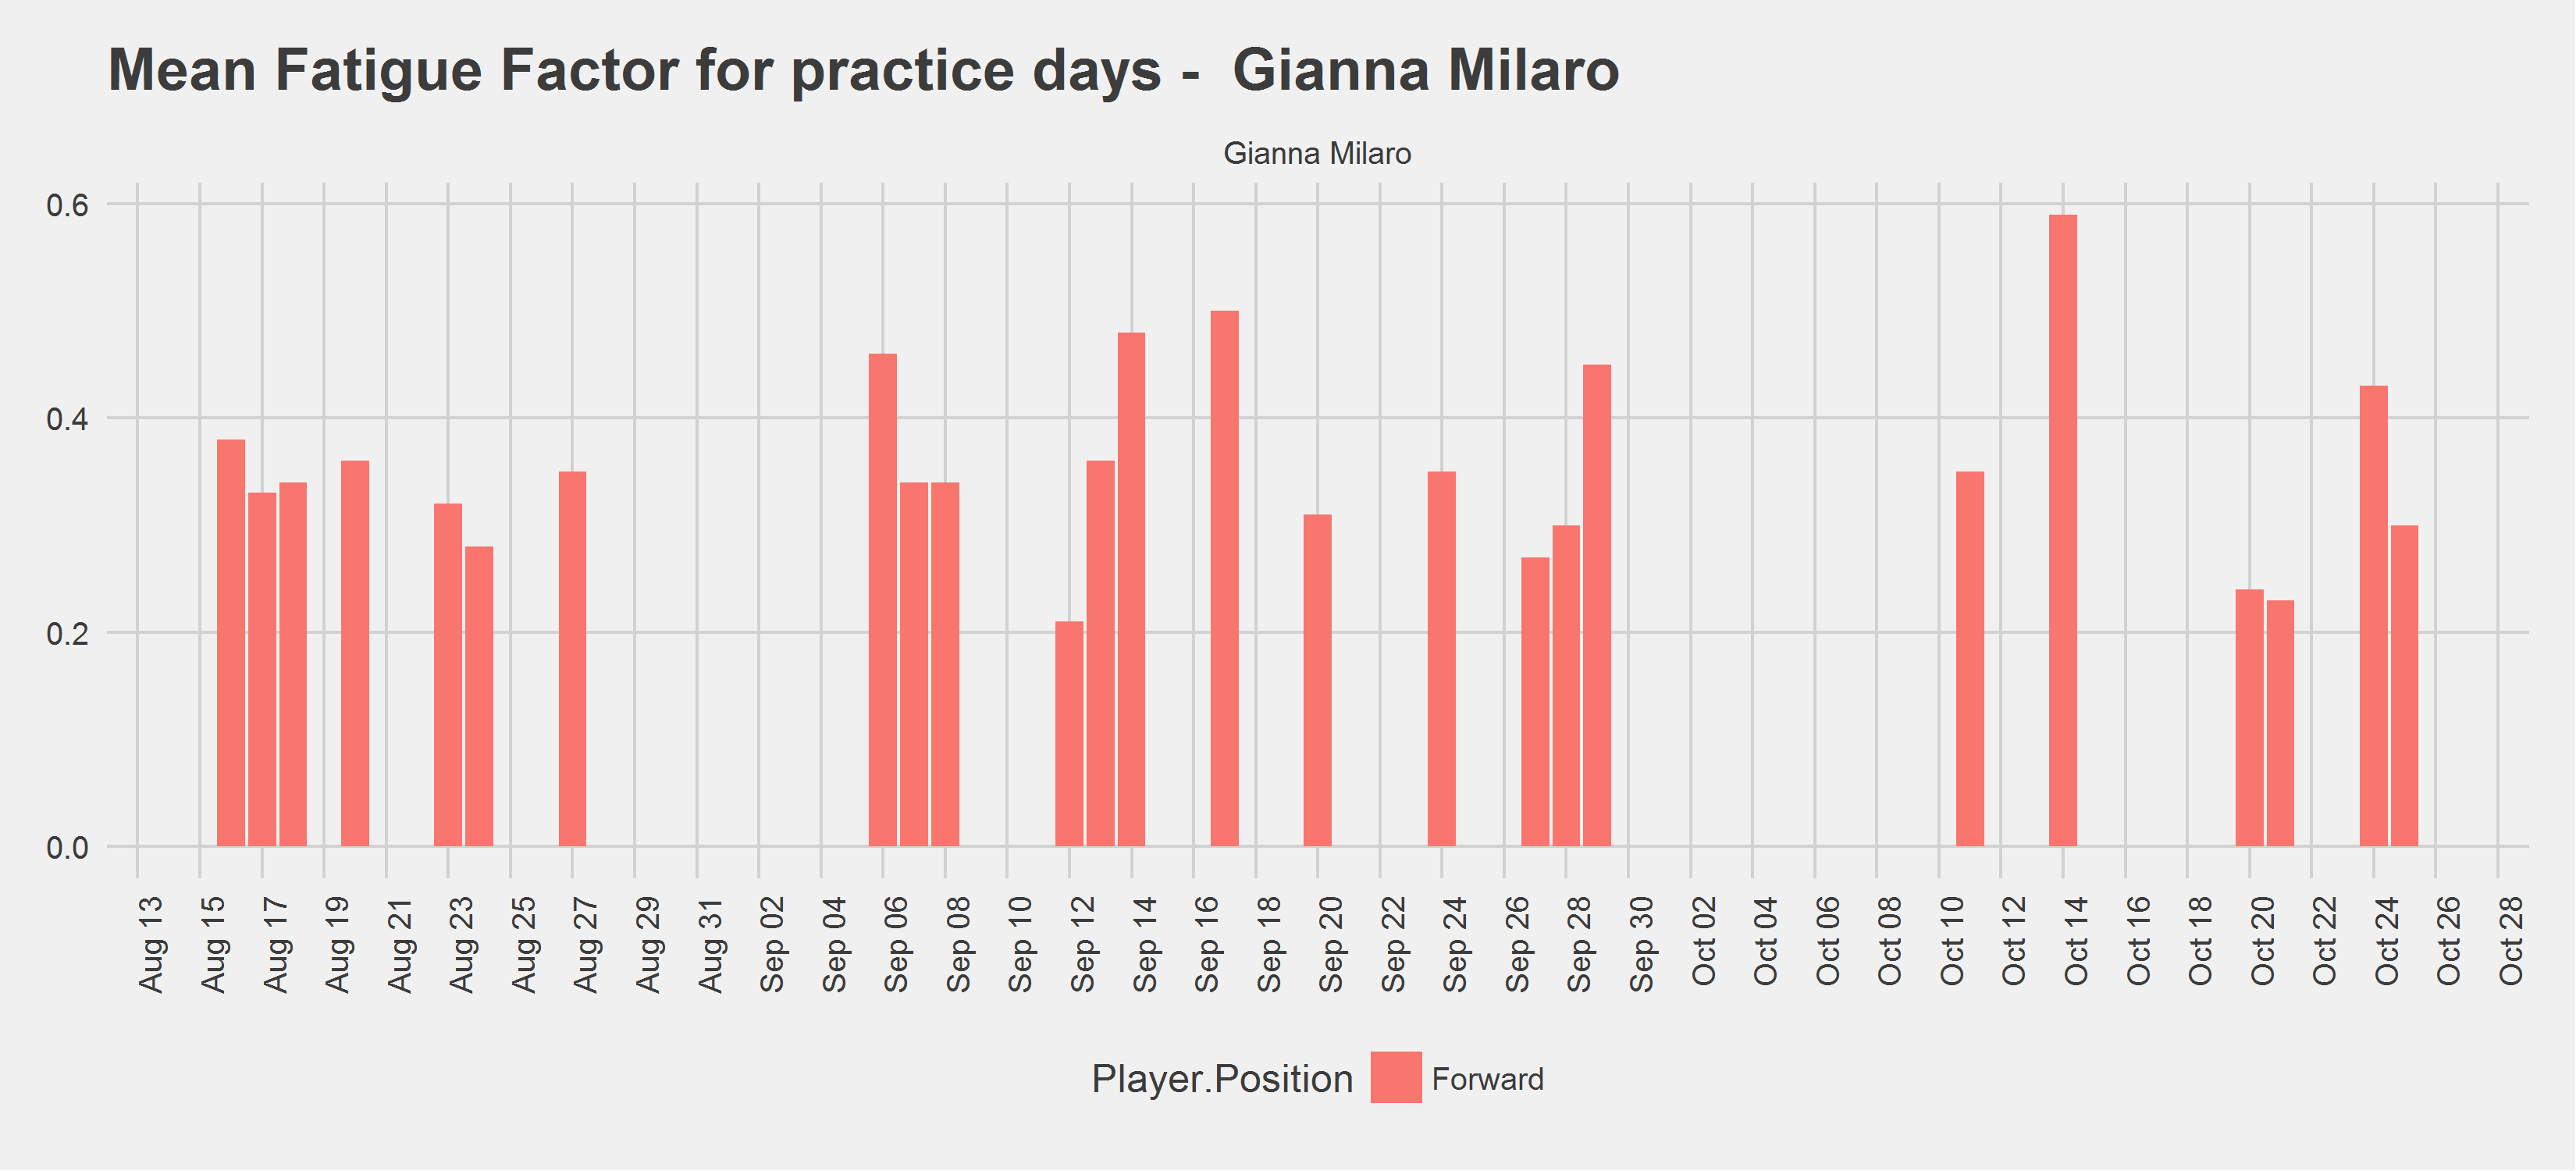 Mean Fatigue Factor for practice days -  Gianna Milaro
Gianna Milaro
0.6
0.4
0.2
0.0
Aug 13
Aug 15
Aug 17
Aug 19
Aug 21
Aug 23
Aug 25
Aug 27
Aug 29
Aug 31
Sep 02
Sep 04
Sep 06
Sep 08
Sep 10
Sep 12
Sep 14
Sep 16
Sep 18
Sep 20
Sep 22
Sep 24
Sep 26
Sep 28
Sep 30
Oct 02
Oct 04
Oct 06
Oct 08
Oct 10
Oct 12
Oct 14
Oct 16
Oct 18
Oct 20
Oct 22
Oct 24
Oct 26
Oct 28
Player.Position Forward